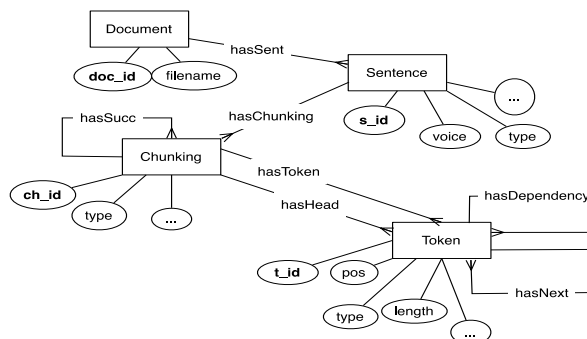 Document
hasSent
doc_id
filename
Sentence
...
hasChunking
s_id
hasSucc
voice
type
Chunking
hasToken
ch_id
hasDependency
type
...
hasHead
Token
t_id
pos
hasNext
type
length
...